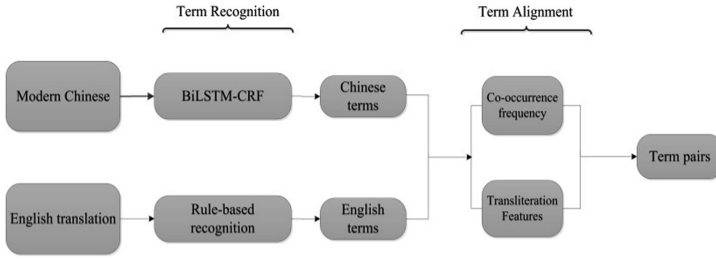 Term Recognition
Term Alignment
Modern Chinese
BiLSTM-CRF
Chinese
terms
Co-occurrence
frequency
Term pairs
English translation
Rule-based
recognition
English
terms
Transliteration
Features